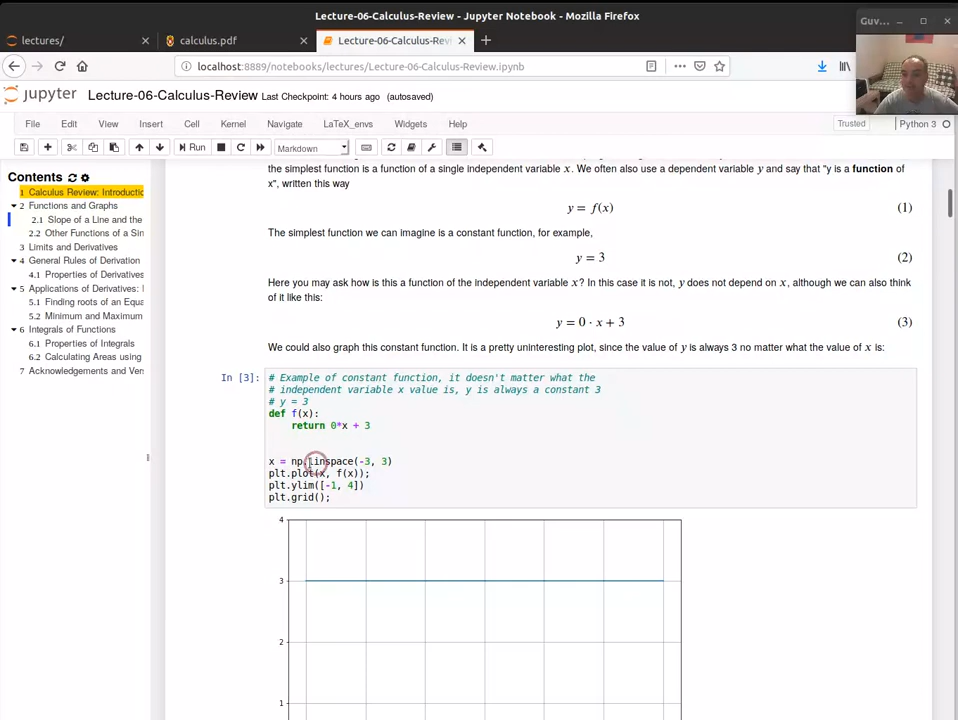 Lecture-06-Calculus-Review - Jupyter Notebook - Mozilla Firefox
Guv...
lectures/
calculus.pdf
Lecture-06-Calculus-Rev
localhost:8889/notebooks/lectures/Lecture-06-Calculus-Review.ipynb
jupyter Lecture-06-Calculus-Review Last Checkpoint: 4 hours ago (autosaved)
File Edit View Insert Cell Kernel Navigate LaTeX_envs Widgets Help Trusted Python 3
Run Markdown
Contents
1 Calculus Review: Introductic
2 Functions and Graphs
2.1 Slope of a Line and the
2.2 Other Functions of a Sin
3 Limits and Derivatives
4 General Rules of Derivation
4.1 Properties of Derivatives
5 Applications of Derivatives: I
5.1 Finding roots of an Equa
5.2 Minimum and Maximum
6 Integrals of Functions
6.1 Properties of Integrals
6.2 Calculating Areas using
7 Acknowledgements and Vers
the simplest function is a function of a single independent variable x. We often also use a dependent variable y and say that "y is a function of
x", written this way
y = f(x) (1)
The simplest function we can imagine is a constant function, for example,
y = 3 (2)
Here you may ask how is this a function of the independent variable x? In this case it is not, y does not depend on x, although we can also think
of it like this:
y = 0 · x + 3 (3)
We could also graph this constant function. It is a pretty uninteresting plot, since the value of y is always 3 no matter what the value of x is:
In [3]:
# Example of constant function, it doesn't matter what the
# independent variable x value is, y is always a constant 3
# y = 3
def f(x):
return 0*x + 3
x = np.linspace(-3, 3)
plt.plot(x, f(x));
plt.ylim([-1, 4])
plt.grid();
4
3
2
1